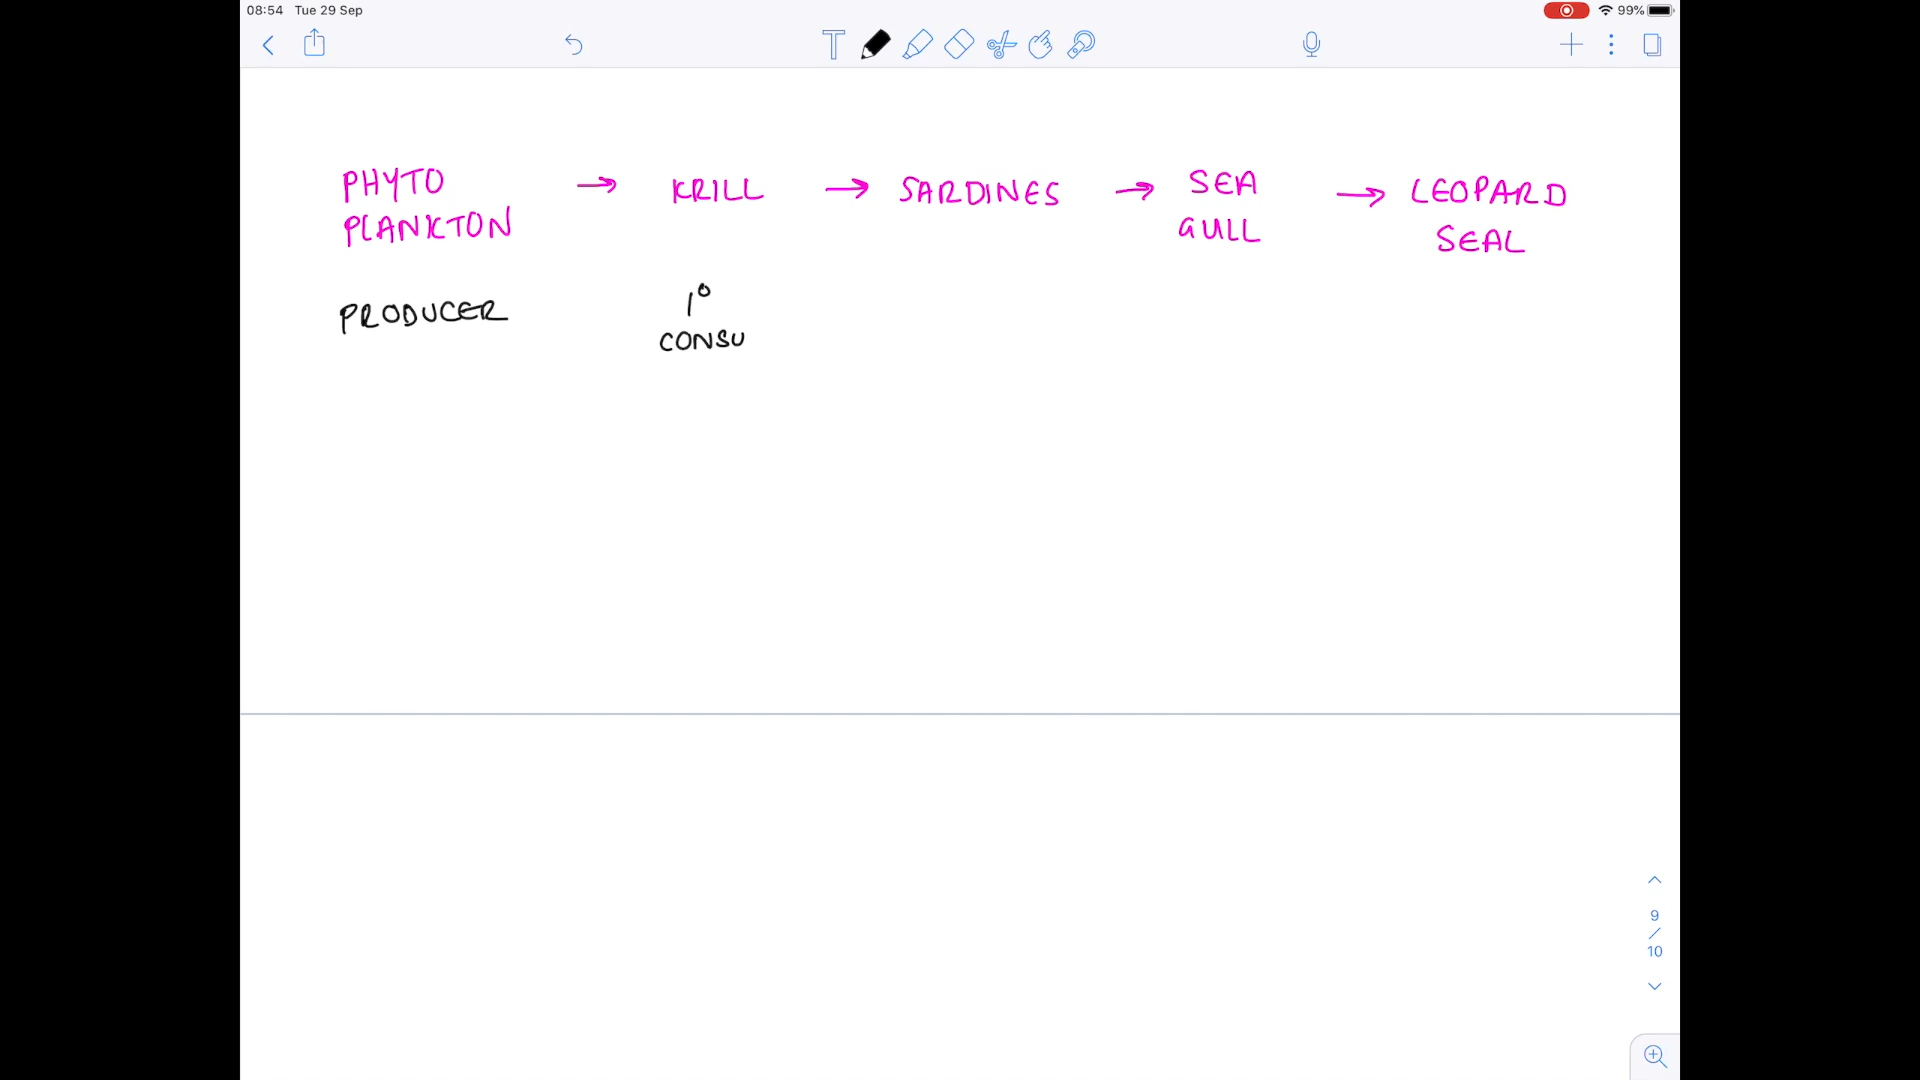 08:54 Tue 29 Sep 99%
T
PHYTO → KRILL → SARDINES → SEA → LEOPARD
PLANKTON GULL SEAL
PRODUCER 1°
CONSU
9
/
10